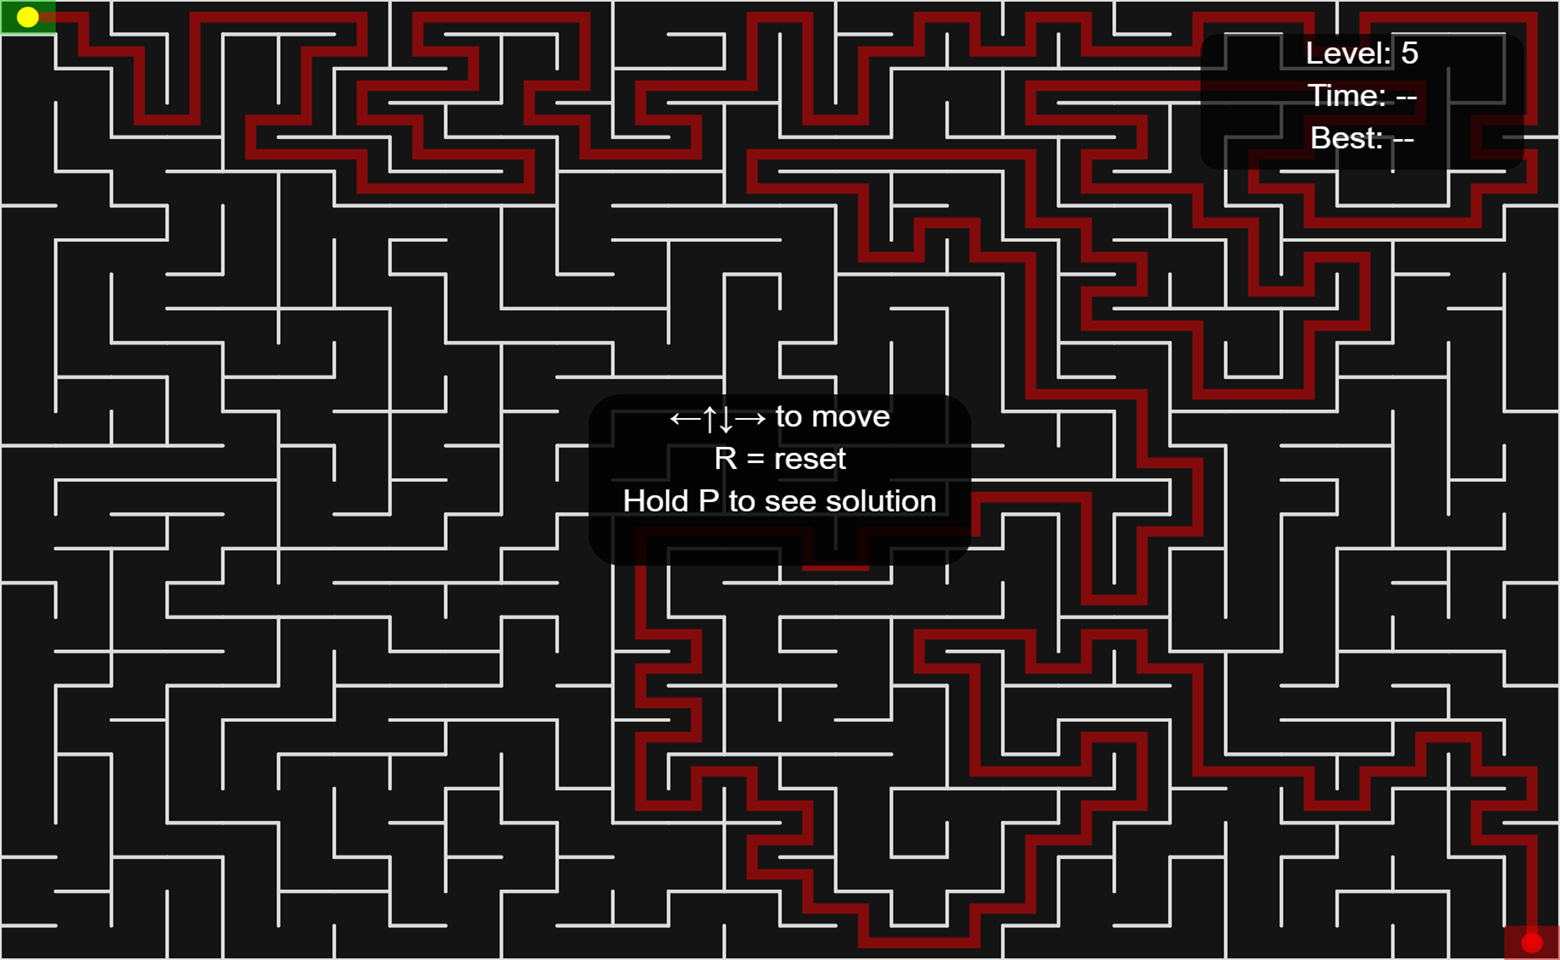 Level: 5
Time: --
Best: --
←↑↓→ to move
R = reset
Hold P to see solution